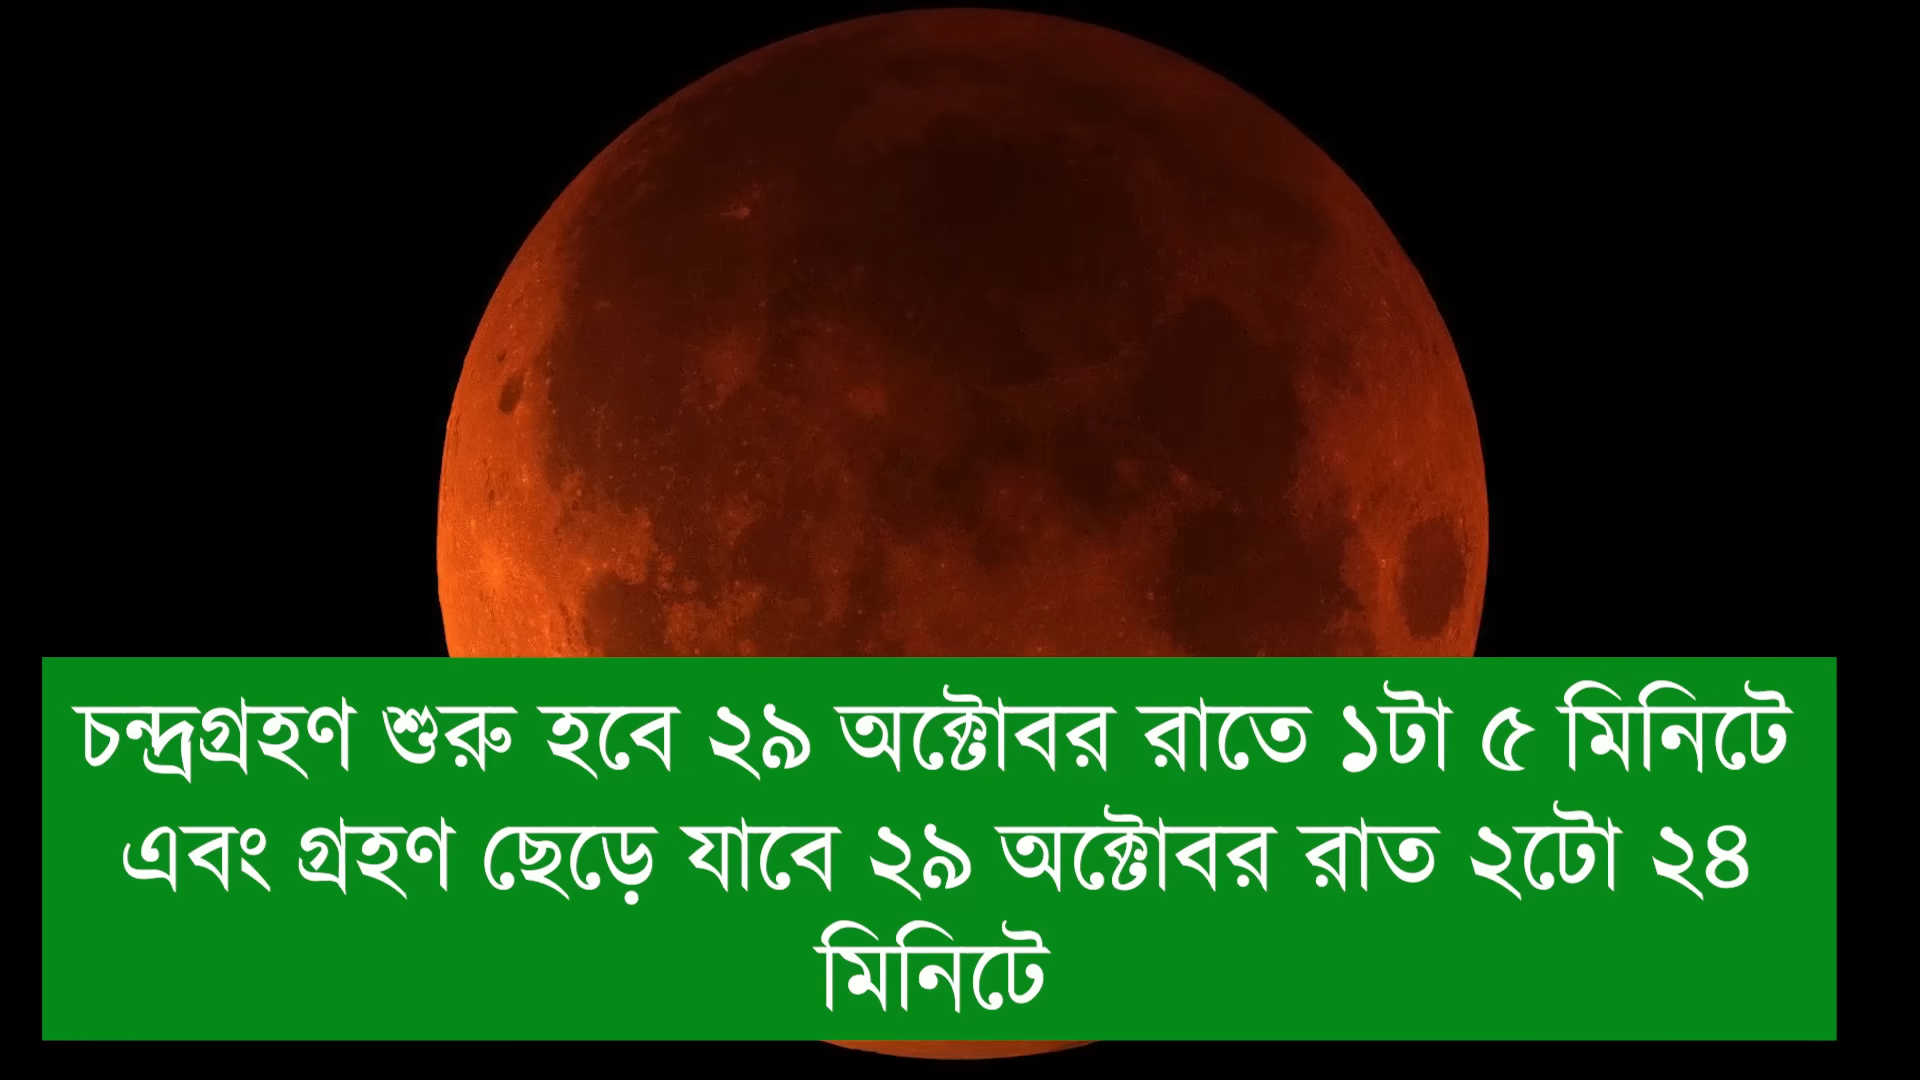 চন্দ্রগ্রহণ শুরু হবে ২৯ অক্টোবর রাতে ১টা ৫ মিনিটে
এবং গ্রহণ ছেড়ে যাবে ২৯ অক্টোবর রাত ২টো ২৪
মিনিটে